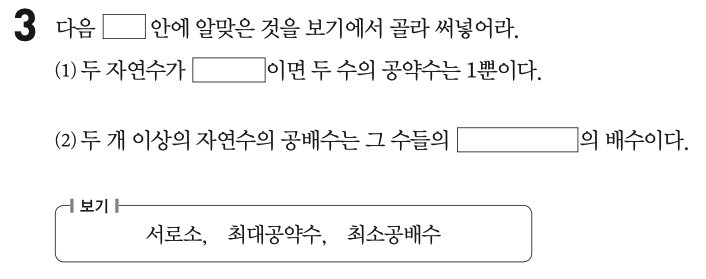 3 다음 안에 알맞은 것을 보기에서 골라 써넣어라.
(1) 두 자연수가 이면 두 수의 공약수는 1뿐이다.
(2) 두 개 이상의 자연수의 공배수는 그 수들의 의 배수이다.
보기
서로소, 최대공약수, 최소공배수